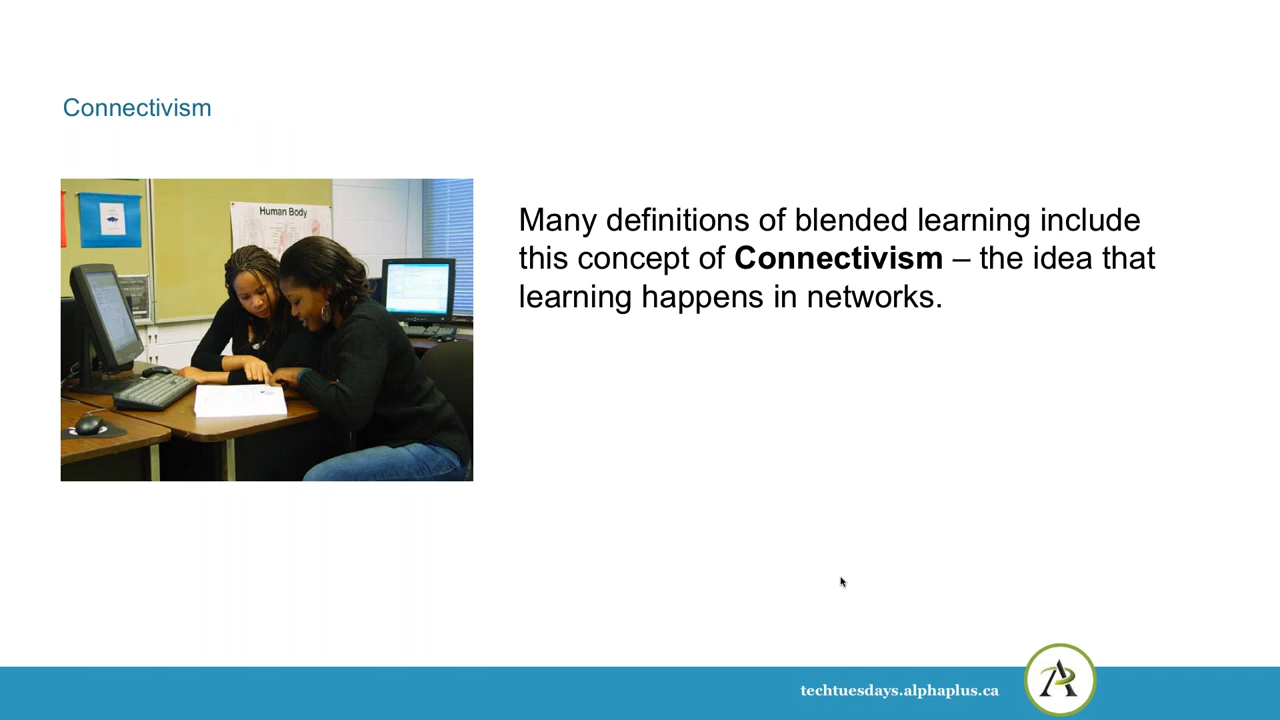 Connectivism
Human Body
Many definitions of blended learning include
this concept of Connectivism – the idea that
learning happens in networks.
techtuesdays.alphaplus.ca